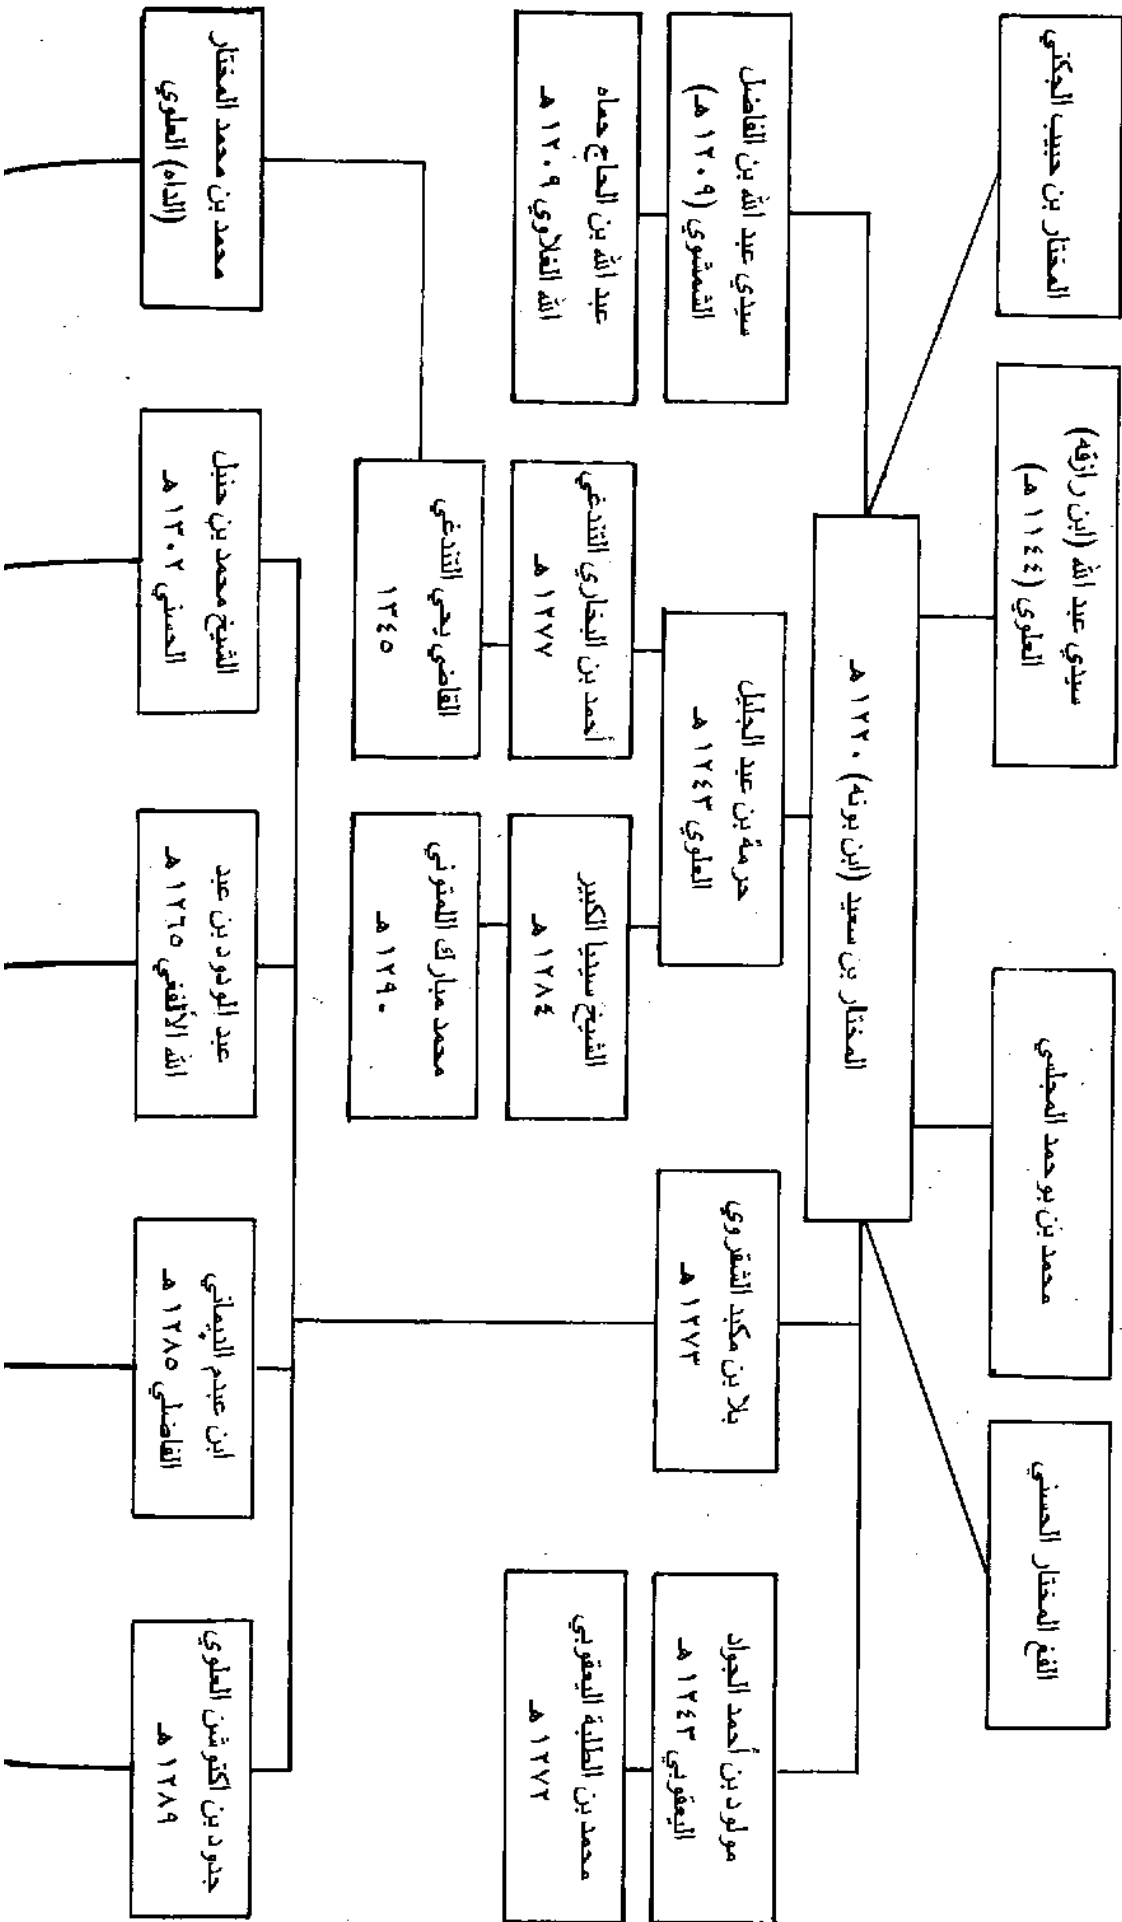 المختار بن حبيب الجكني
سيدي عبد الله (ابن رازقه)
العلوي (١١٤٤ هـ)
محمد بن بوحمد المجلسي
الفغ المختار الحسني
المختار بن سعيد (ابن بونه) ١٢٢٠ هـ
سيدي عبد الله بن الفاضل
الشمشوي (١٢٠٩ هـ)
حرمة بن عبد الجليل
العلوي ١٢٤٣ هـ
بلا بن مكبد الشقروي
١٢٧٣ هـ
مولود بن أحمد الجواد
اليعقوبي ١٢٤٣ هـ
عبد الله بن الحاج حماه
الله الغلاوي ١٢٠٩ هـ
أحمد بن البخاري التندغي
١٢٧٧ هـ
الشيخ سيديا الكبير
١٢٨٤ هـ
محمد بن الطلبة اليعقوبي
١٢٧٢ هـ
القاضي يحي التندغي
١٣٤٥
محمد مبارك اللمتوني
١٢٩٠ هـ
محمد بن محمد المختار
(الداه) العلوي
الشيخ محمد بن حنبل
الحسني ١٣٠٢ هـ
عبد الودود بن عبد
الله الألفغي ١٢٦٥ هـ
ابن عبدم الديماني
الفاضلي ١٢٨٥ هـ
جدود بن اكتوشن العلوي
١٢٨٩ هـ